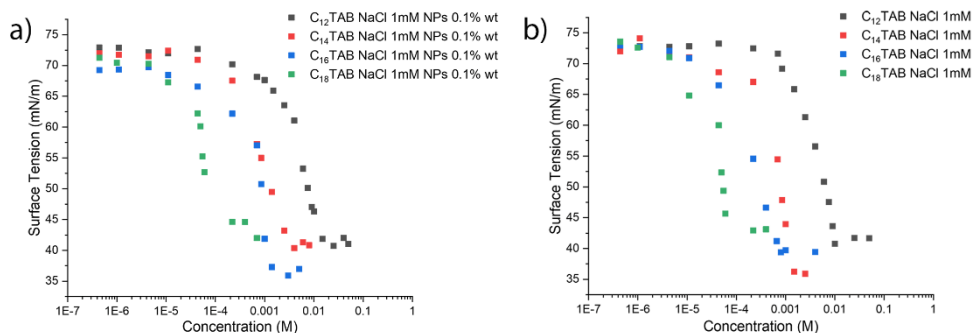 a)
C₁₂TAB NaCl 1mM NPs 0.1% wt
C₁₄TAB NaCl 1mM NPs 0.1% wt
C₁₆TAB NaCl 1mM NPs 0.1% wt
C₁₈TAB NaCl 1mM NPs 0.1% wt
Surface Tension (mN/m)
75
70
65
60
55
50
45
40
35
1E-7 1E-6 1E-5 1E-4 0.001 0.01 0.1 1
Concentration (M)
b)
C₁₂TAB NaCl 1mM
C₁₄TAB NaCl 1mM
C₁₆TAB NaCl 1mM
C₁₈TAB NaCl 1mM
Surface Tension (mN/m)
75
70
65
60
55
50
45
40
35
1E-7 1E-6 1E-5 1E-4 0.001 0.01 0.1 1
Concentration (M)